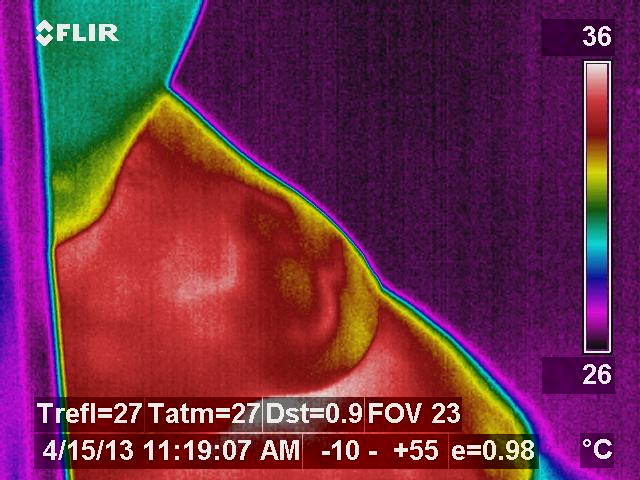 FLIR
36
26
Trefl=27 Tatm=27 Dst=0.9 FOV 23
4/15/13 11:19:07 AM -10 - +55 e=0.98 °C